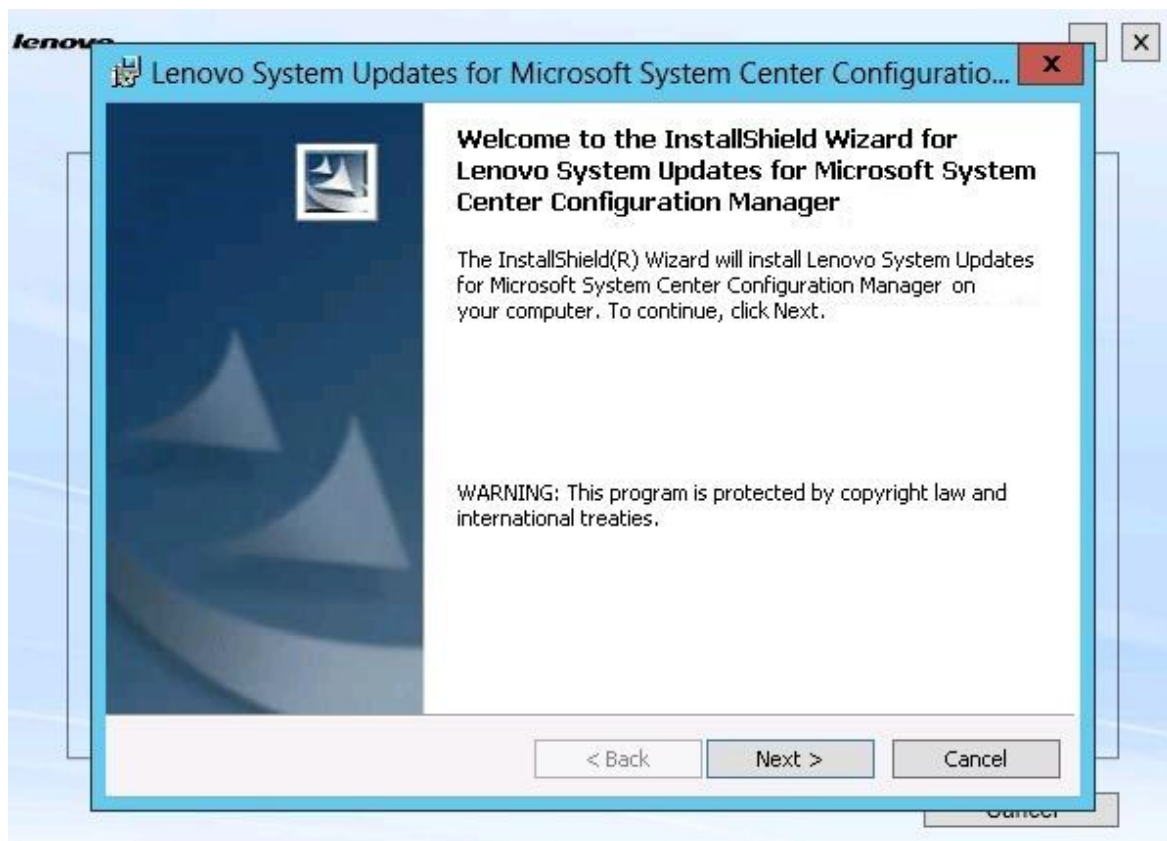 lenovo
X
Lenovo System Updates for Microsoft System Center Configuratio...
X
Welcome to the InstallShield Wizard for
Lenovo System Updates for Microsoft System
Center Configuration Manager
The InstallShield(R) Wizard will install Lenovo System Updates
for Microsoft System Center Configuration Manager on
your computer. To continue, click Next.
WARNING: This program is protected by copyright law and
international treaties.
< Back
Next >
Cancel
Cancel